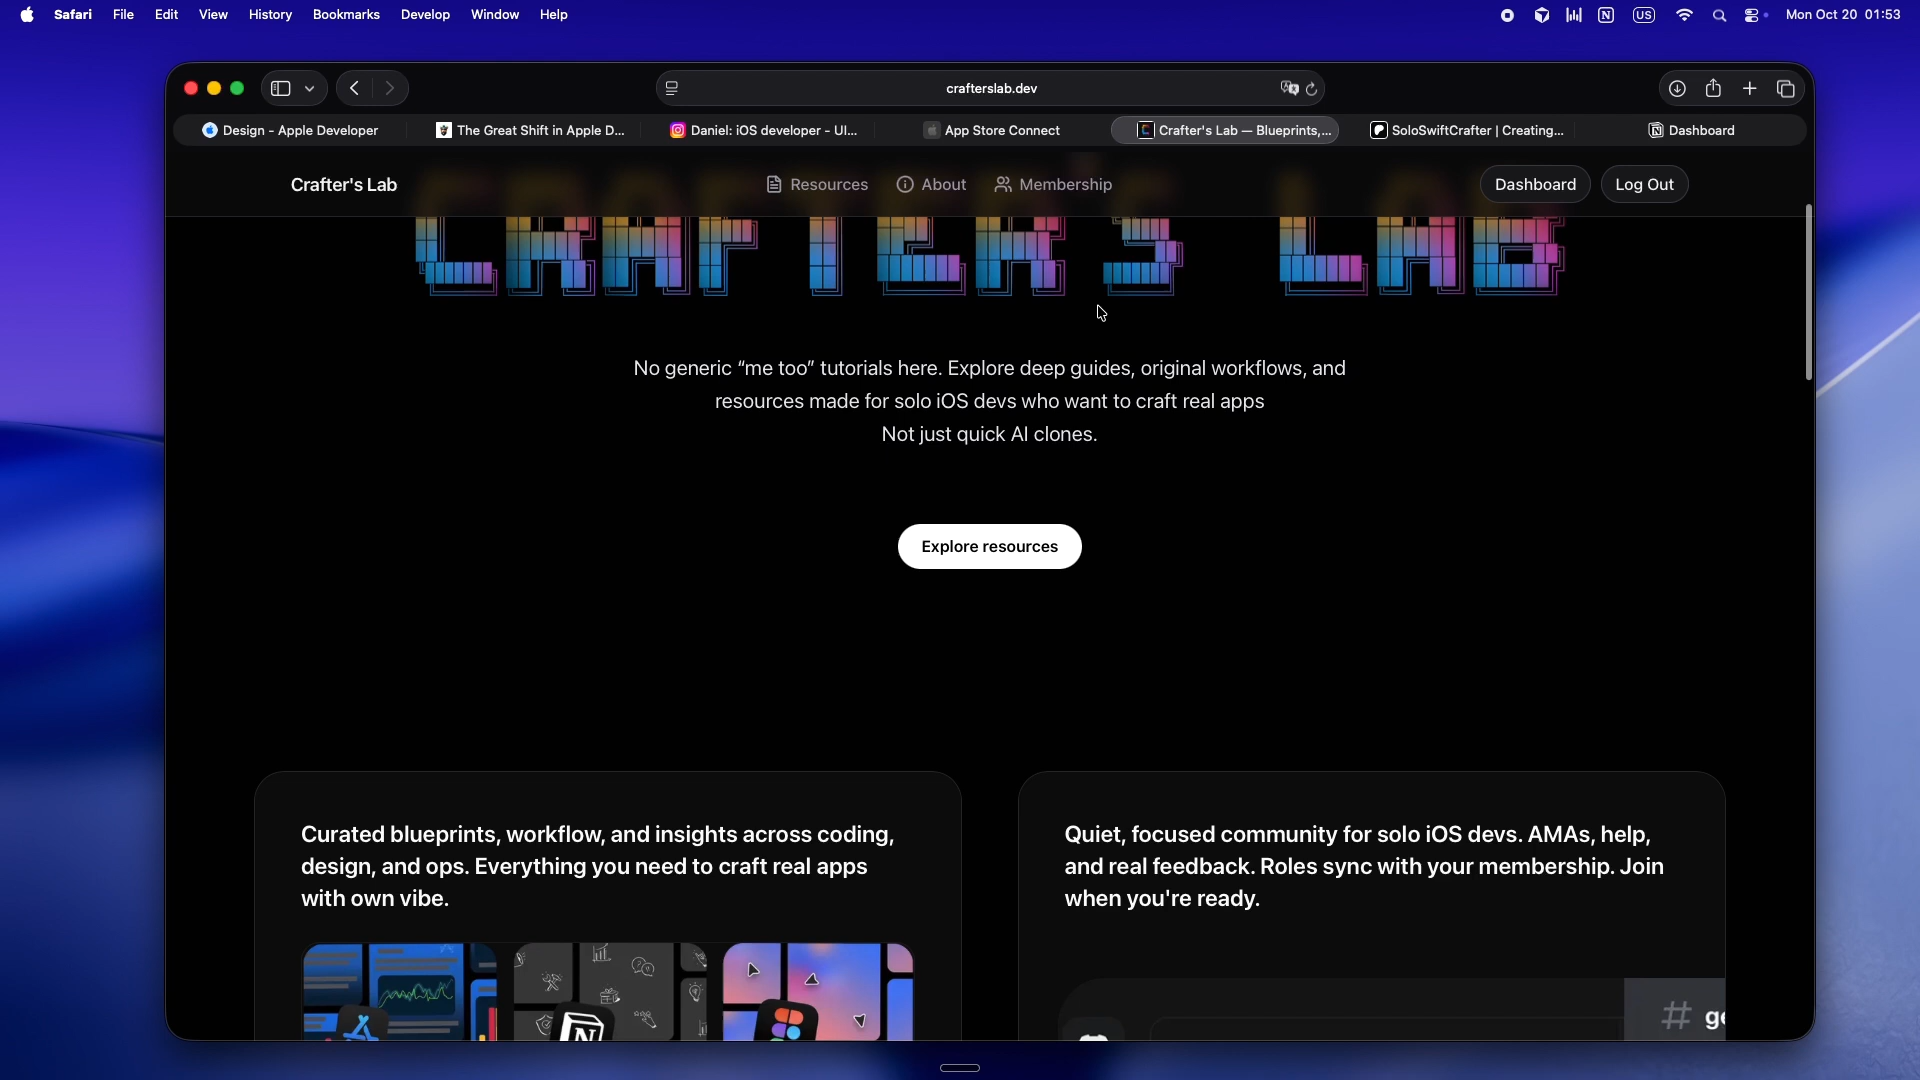 Safari File Edit View History Bookmarks Develop Window Help
US Mon Oct 20 01:53
crafterslab.dev
Design - Apple Developer
The Great Shift in Apple D...
Daniel: iOS developer - UI...
App Store Connect
Crafter's Lab — Blueprints,...
SoloSwiftCrafter | Creating...
Dashboard
Crafter's Lab
Resources About Membership
Dashboard Log Out
CRAFTER'S LAB
No generic “me too” tutorials here. Explore deep guides, original workflows, and
resources made for solo iOS devs who want to craft real apps
Not just quick AI clones.
Explore resources
Curated blueprints, workflow, and insights across coding,
design, and ops. Everything you need to craft real apps
with own vibe.
Quiet, focused community for solo iOS devs. AMAs, help,
and real feedback. Roles sync with your membership. Join
when you're ready.
# ge